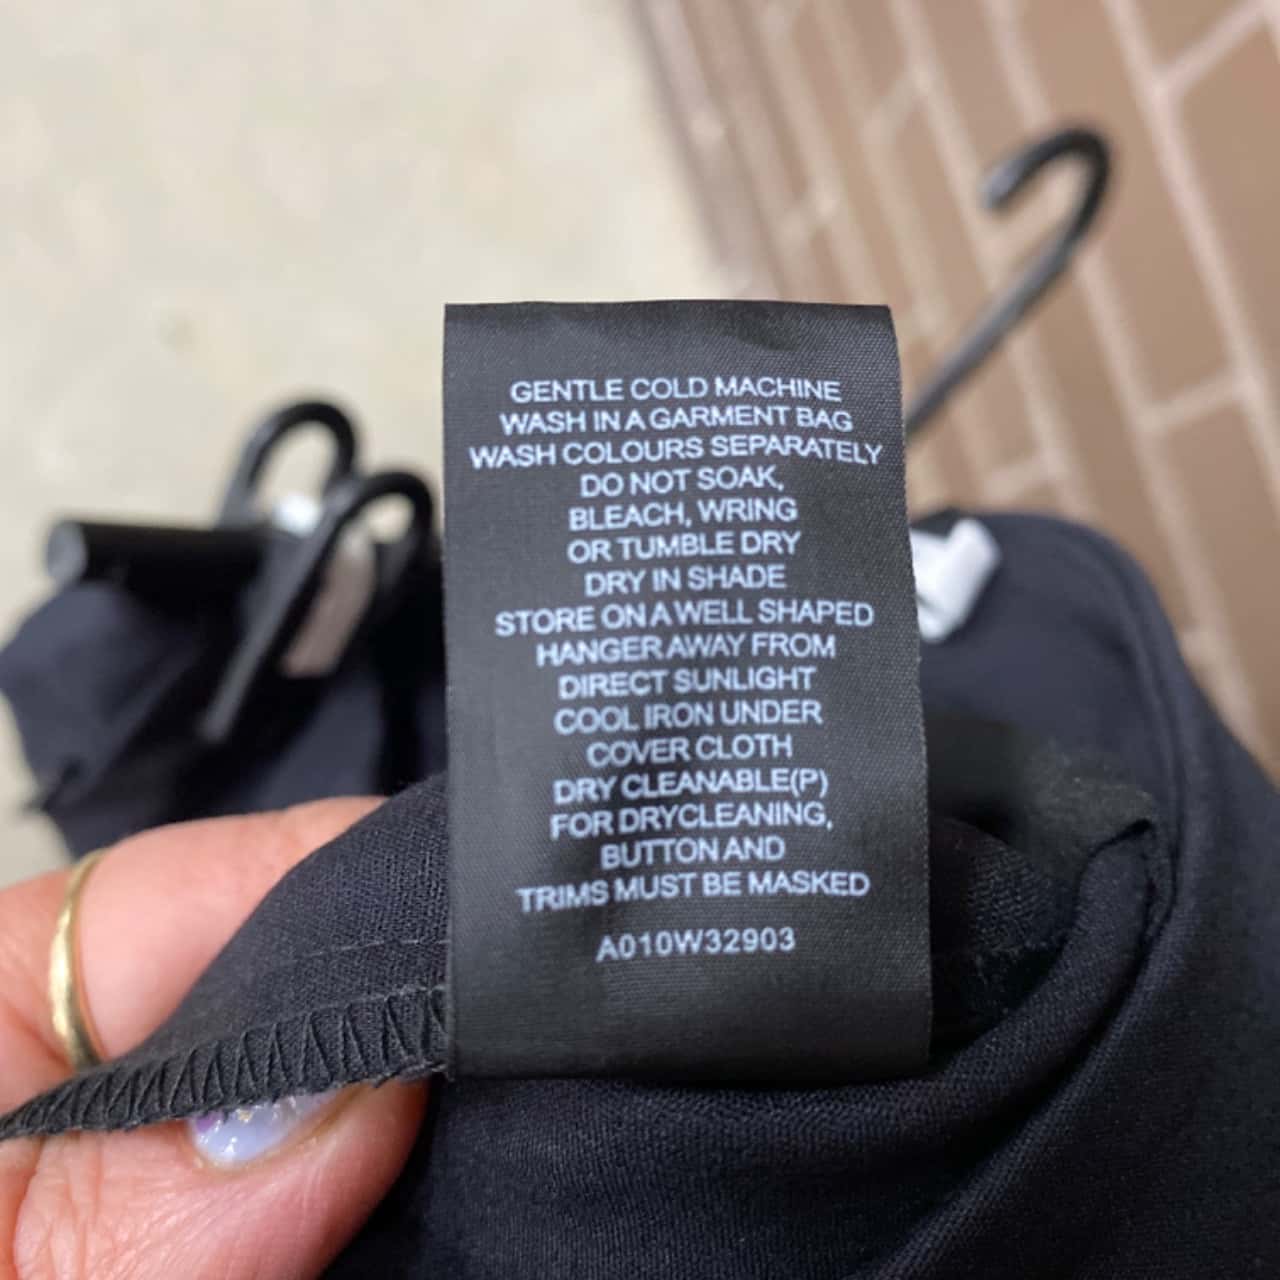 GENTLE COLD MACHINE
WASH IN A GARMENT BAG
WASH COLOURS SEPARATELY
DO NOT SOAK,
BLEACH, WRING
OR TUMBLE DRY
DRY IN SHADE
STORE ON A WELL SHAPED
HANGER AWAY FROM
DIRECT SUNLIGHT
COOL IRON UNDER
COVER CLOTH
DRY CLEANABLE(P)
FOR DRYCLEANING,
BUTTON AND
TRIMS MUST BE MASKED
A010W32903